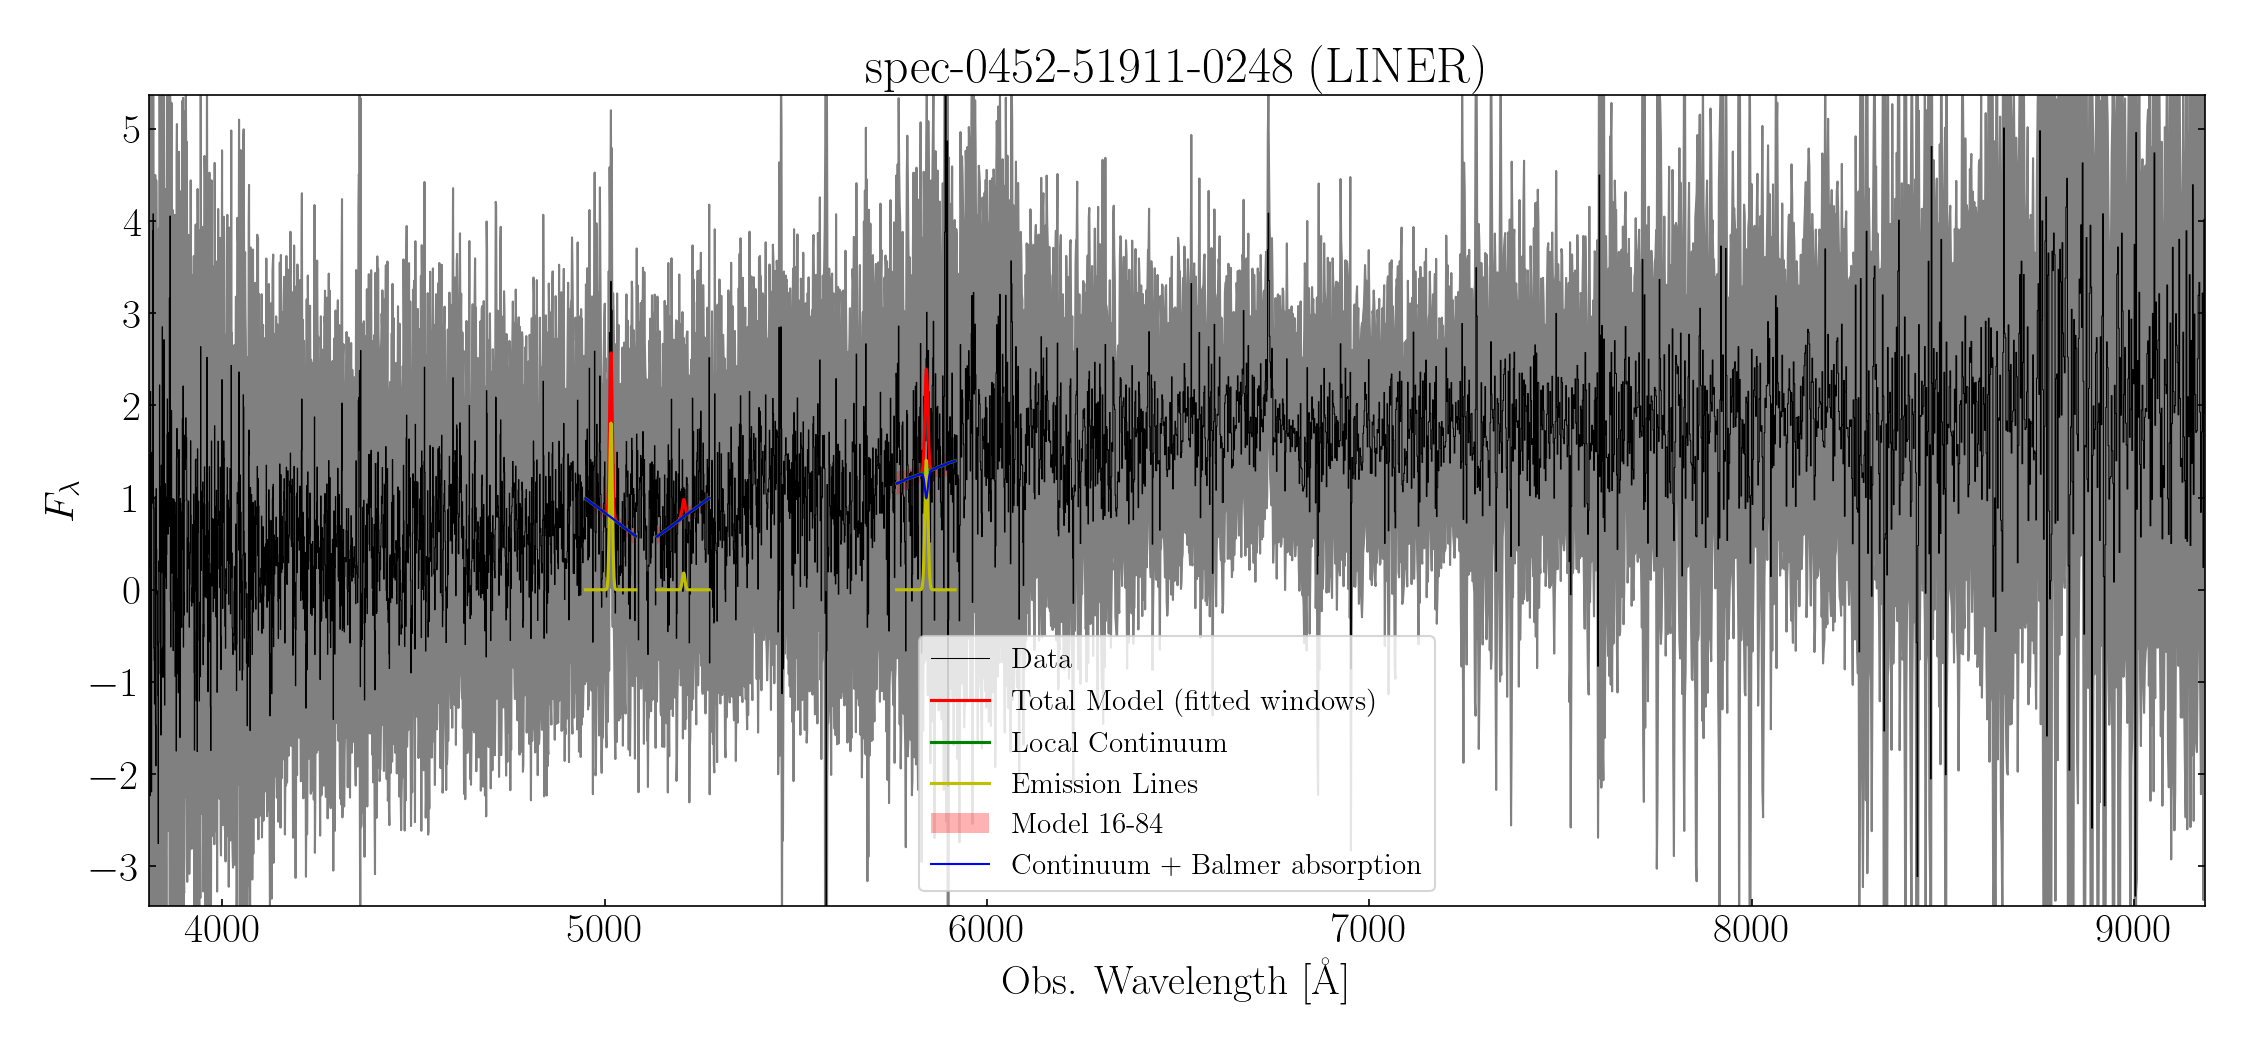 spec-0452-51911-0248 (LINER)
5
4
3
2
1
0
−1
−2
−3
F_λ
Data
Total Model (fitted windows)
Local Continuum
Emission Lines
Model 16-84
Continuum + Balmer absorption
4000 5000 6000 7000 8000 9000
Obs. Wavelength [Å]